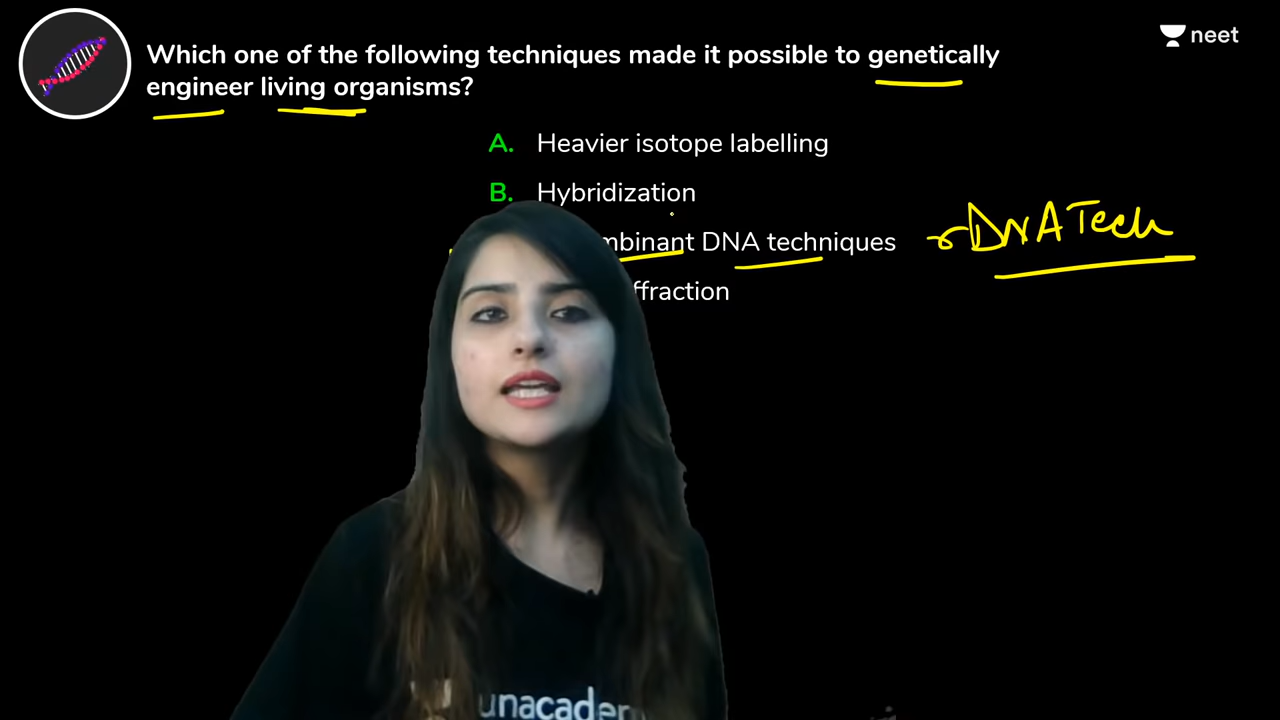 neet
Which one of the following techniques made it possible to genetically
engineer living organisms?
A. Heavier isotope labelling
B. Hybridization
mbinant DNA techniques
rDNA Tech
ffraction
unacadem